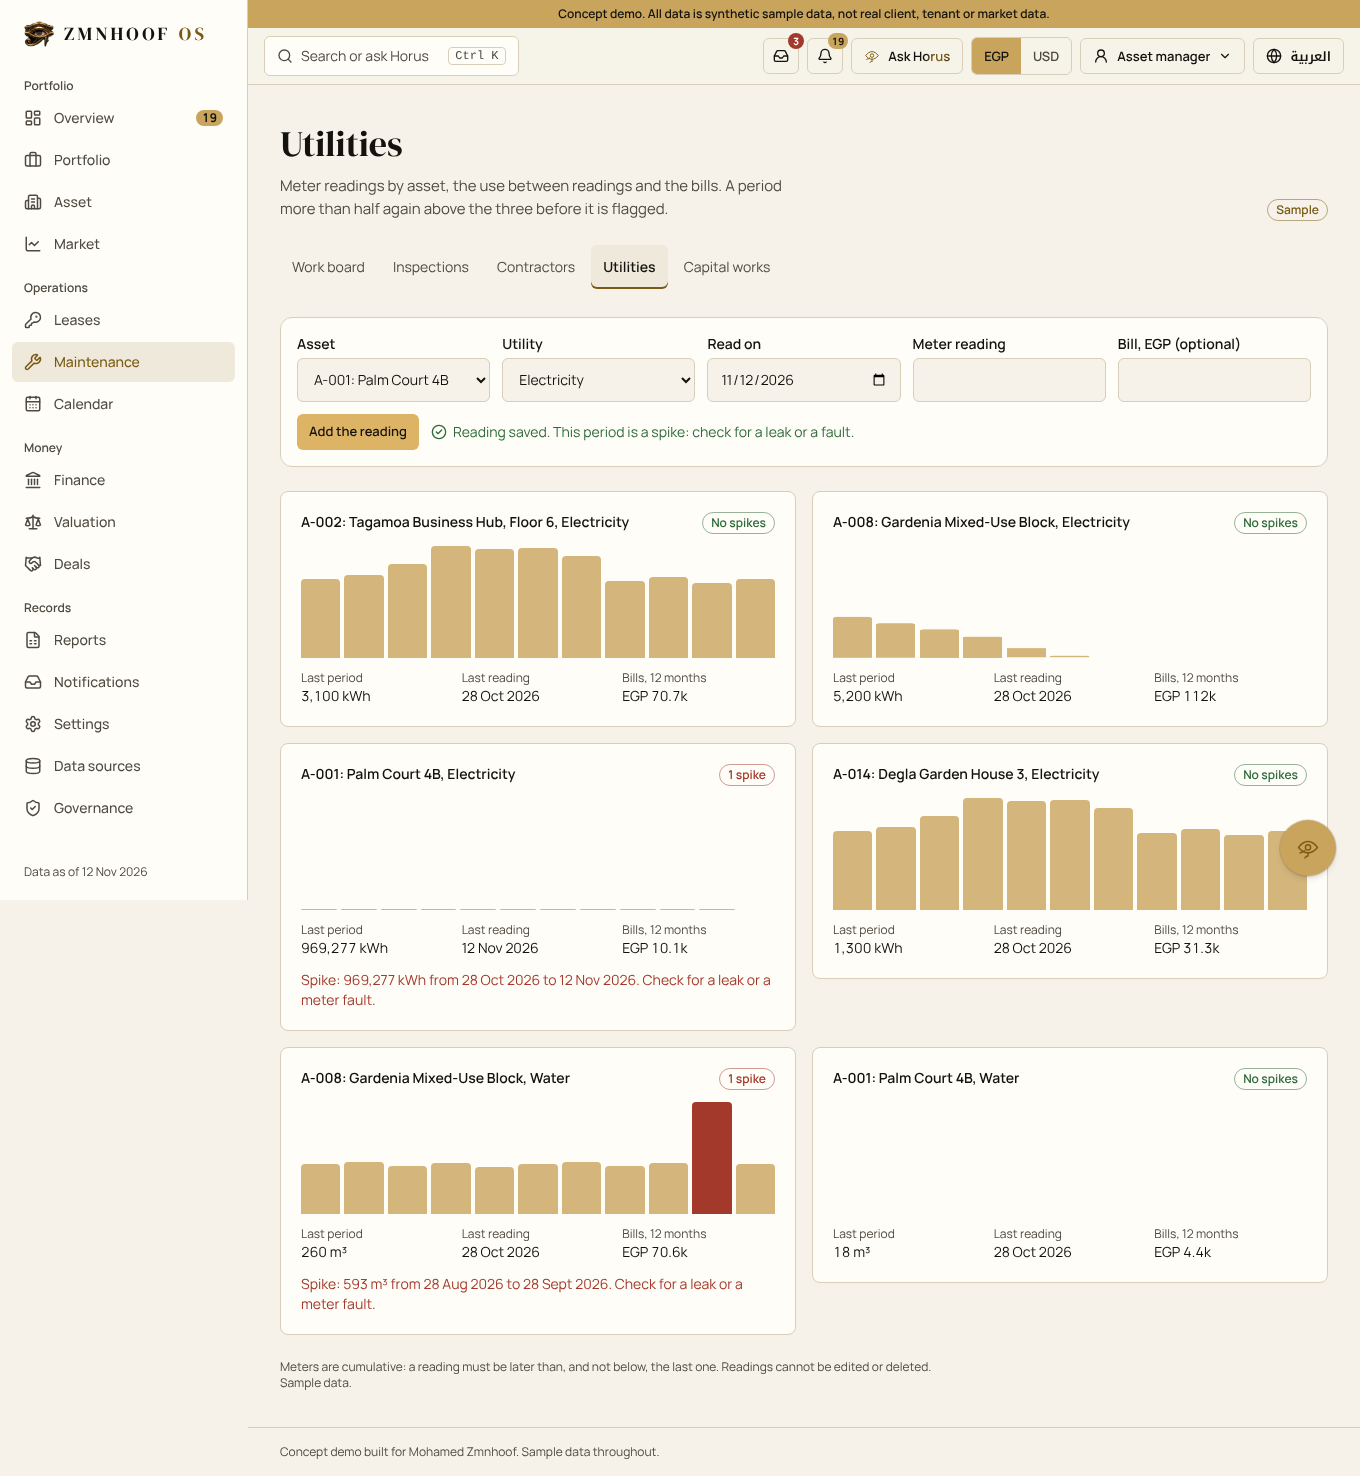 Concept demo. All data is synthetic sample data, not real client, tenant or market data.
ZMNHOOF OS
Search or ask Horus
Ctrl K
3
19
Ask Horus
EGP
USD
Asset manager
العربية
Portfolio
Overview
19
Portfolio
Asset
Market
Operations
Leases
Maintenance
Calendar
Money
Finance
Valuation
Deals
Records
Reports
Notifications
Settings
Data sources
Governance
Data as of 12 Nov 2026
Utilities
Meter readings by asset, the use between readings and the bills. A period
more than half again above the three before it is flagged.
Sample
Work board
Inspections
Contractors
Utilities
Capital works
Asset
Utility
Read on
Meter reading
Bill, EGP (optional)
A-001: Palm Court 4B
Electricity
11/12/2026
Add the reading
Reading saved. This period is a spike: check for a leak or a fault.
A-002: Tagamoa Business Hub, Floor 6, Electricity
No spikes
Last period
Last reading
Bills, 12 months
3,100 kWh
28 Oct 2026
EGP 70.7k
A-008: Gardenia Mixed-Use Block, Electricity
No spikes
Last period
Last reading
Bills, 12 months
5,200 kWh
28 Oct 2026
EGP 112k
A-001: Palm Court 4B, Electricity
1 spike
Last period
Last reading
Bills, 12 months
969,277 kWh
12 Nov 2026
EGP 10.1k
Spike: 969,277 kWh from 28 Oct 2026 to 12 Nov 2026. Check for a leak or a
meter fault.
A-014: Degla Garden House 3, Electricity
No spikes
Last period
Last reading
Bills, 12 months
1,300 kWh
28 Oct 2026
EGP 31.3k
A-008: Gardenia Mixed-Use Block, Water
1 spike
Last period
Last reading
Bills, 12 months
260 m³
28 Oct 2026
EGP 70.6k
Spike: 593 m³ from 28 Aug 2026 to 28 Sept 2026. Check for a leak or a
meter fault.
A-001: Palm Court 4B, Water
No spikes
Last period
Last reading
Bills, 12 months
18 m³
28 Oct 2026
EGP 4.4k
Meters are cumulative: a reading must be later than, and not below, the last one. Readings cannot be edited or deleted.
Sample data.
Concept demo built for Mohamed Zmnhoof. Sample data throughout.